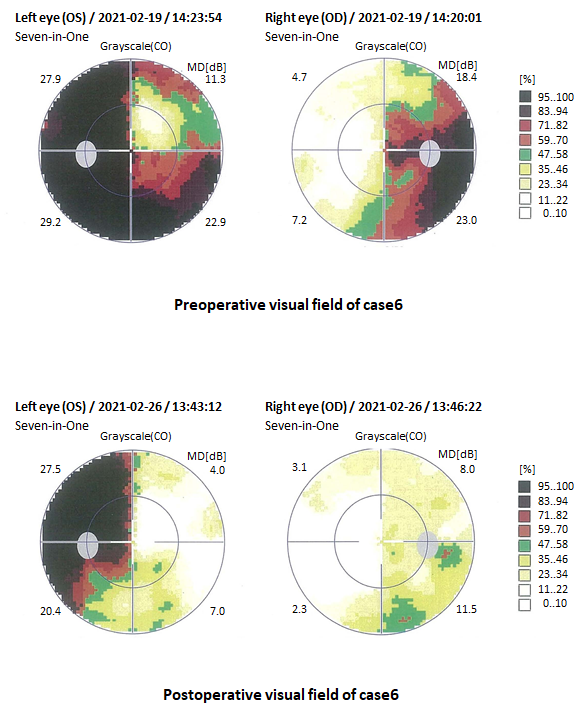 Left eye (OS) / 2021-02-19 / 14:23:54
Seven-in-One
Grayscale(CO)
MD[dB]
27.9
11.3
29.2
22.9
Right eye (OD) / 2021-02-19 / 14:20:01
Seven-in-One
Grayscale(CO)
MD[dB]
4.7
18.4
7.2
23.0
[%]
95..100
83..94
71..82
59..70
47..58
35..46
23..34
11..22
0..10
Preoperative visual field of case6
Left eye (OS) / 2021-02-26 / 13:43:12
Seven-in-One
Grayscale(CO)
MD[dB]
27.5
4.0
20.4
7.0
Right eye (OD) / 2021-02-26 / 13:46:22
Seven-in-One
Grayscale(CO)
MD[dB]
3.1
8.0
2.3
11.5
[%]
95..100
83..94
71..82
59..70
47..58
35..46
23..34
11..22
0..10
Postoperative visual field of case6